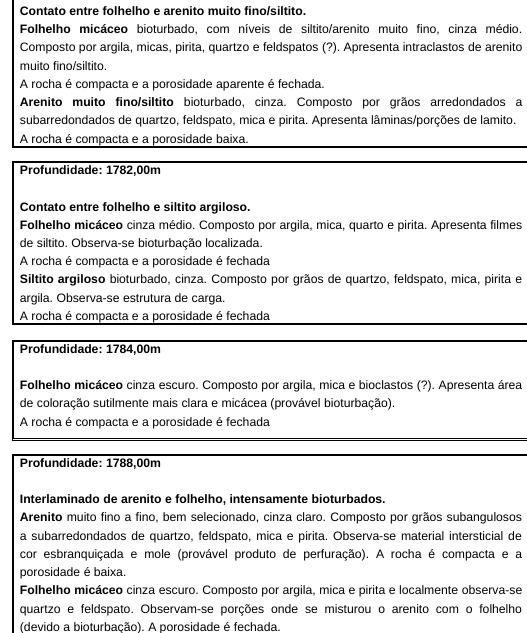 Contato entre folhelho e arenito muito fino/siltito.
Folhelho micáceo bioturbado, com níveis de siltito/arenito muito fino, cinza médio.
Composto por argila, micas, pirita, quartzo e feldspatos (?). Apresenta intraclastos de arenito
muito fino/siltito.
A rocha é compacta e a porosidade aparente é fechada.
Arenito muito fino/siltito bioturbado, cinza. Composto por grãos arredondados a
subarredondados de quartzo, feldspato, mica e pirita. Apresenta lâminas/porções de lamito.
A rocha é compacta e a porosidade baixa.
Profundidade: 1782,00m
Contato entre folhelho e siltito argiloso.
Folhelho micáceo cinza médio. Composto por argila, mica, quarto e pirita. Apresenta filmes
de siltito. Observa-se bioturbação localizada.
A rocha é compacta e a porosidade é fechada
Siltito argiloso bioturbado, cinza. Composto por grãos de quartzo, feldspato, mica, pirita e
argila. Observa-se estrutura de carga.
A rocha é compacta e a porosidade é fechada
Profundidade: 1784,00m
Folhelho micáceo cinza escuro. Composto por argila, mica e bioclastos (?). Apresenta área
de coloração sutilmente mais clara e micácea (provável bioturbação).
A rocha é compacta e a porosidade é fechada
Profundidade: 1788,00m
Interlaminado de arenito e folhelho, intensamente bioturbados.
Arenito muito fino a fino, bem selecionado, cinza claro. Composto por grãos subangulosos
a subarredondados de quartzo, feldspato, mica e pirita. Observa-se material intersticial de
cor esbranquiçada e mole (provável produto de perfuração). A rocha é compacta e a
porosidade é baixa.
Folhelho micáceo cinza escuro. Composto por argila, mica e pirita e localmente observa-se
quartzo e feldspato. Observam-se porções onde se misturou o arenito com o folhelho
(devido a bioturbação). A porosidade é fechada.